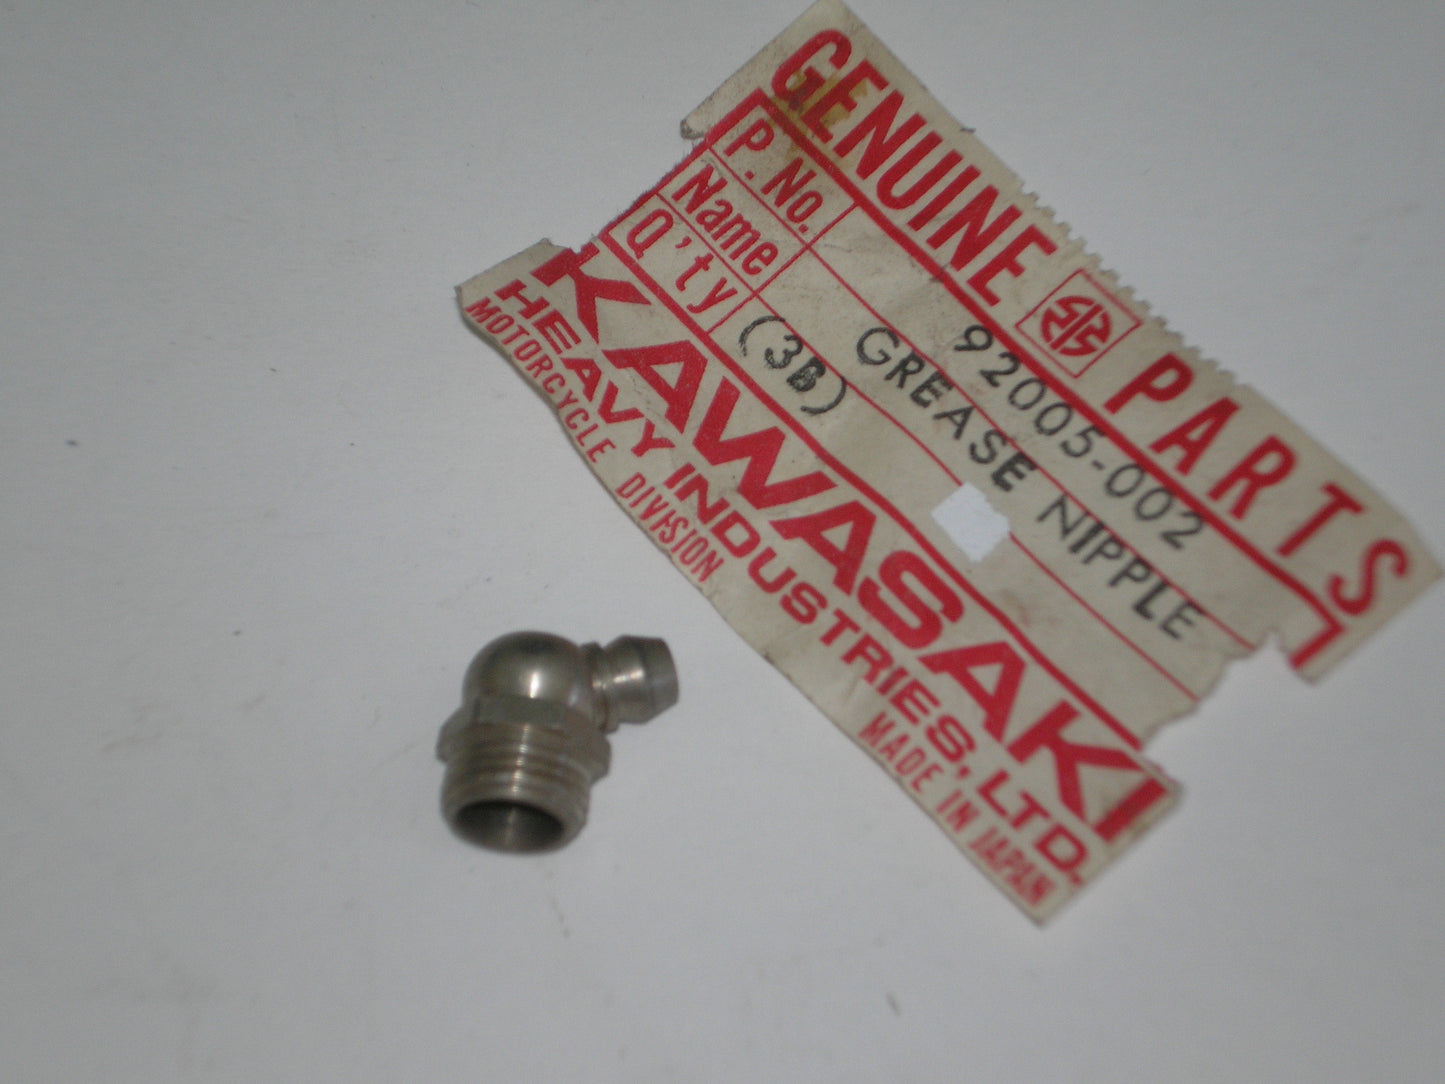 GENUINE PARTS
P.No. 92005-002
Name GREASE NIPPLE
Q'ty (3B)
KAWASAKI
HEAVY INDUSTRIES, LTD.
MOTORCYCLE DIVISION MADE IN JAPAN